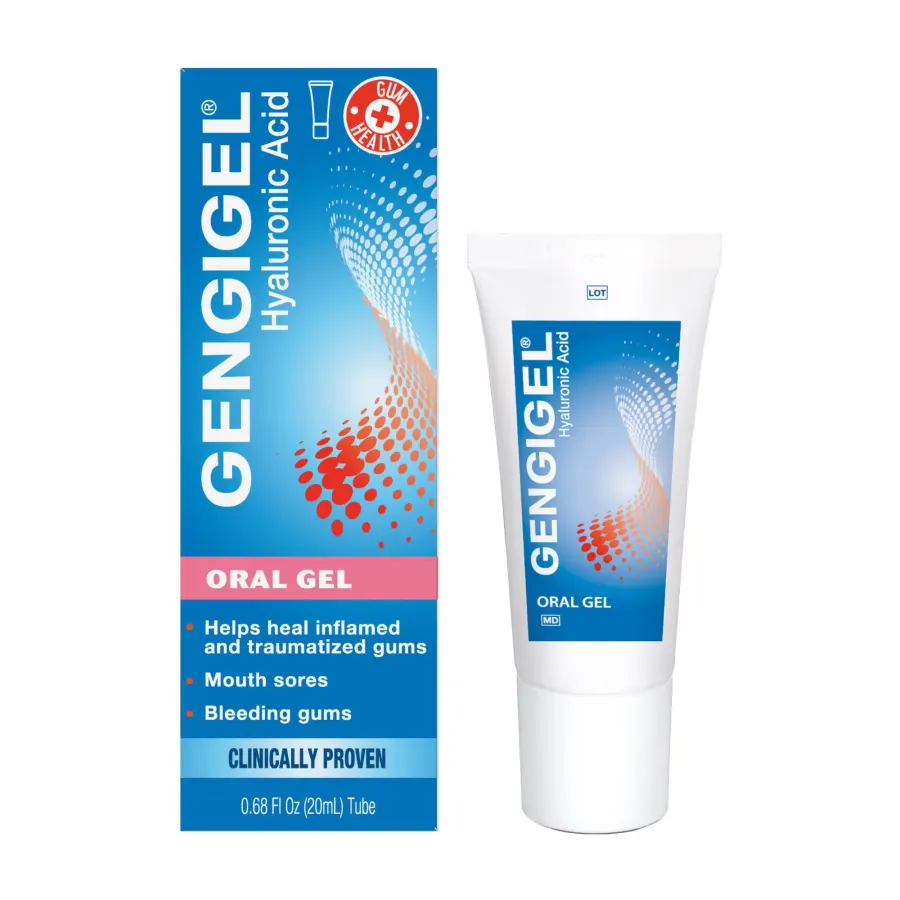 GENGIGEL®
Hyaluronic Acid
GUM
HEALTH
ORAL GEL
• Helps heal inflamed
and traumatized gums
• Mouth sores
• Bleeding gums
CLINICALLY PROVEN
0.68 Fl Oz (20mL) Tube
LOT
GENGIGEL®
Hyaluronic Acid
ORAL GEL
MD